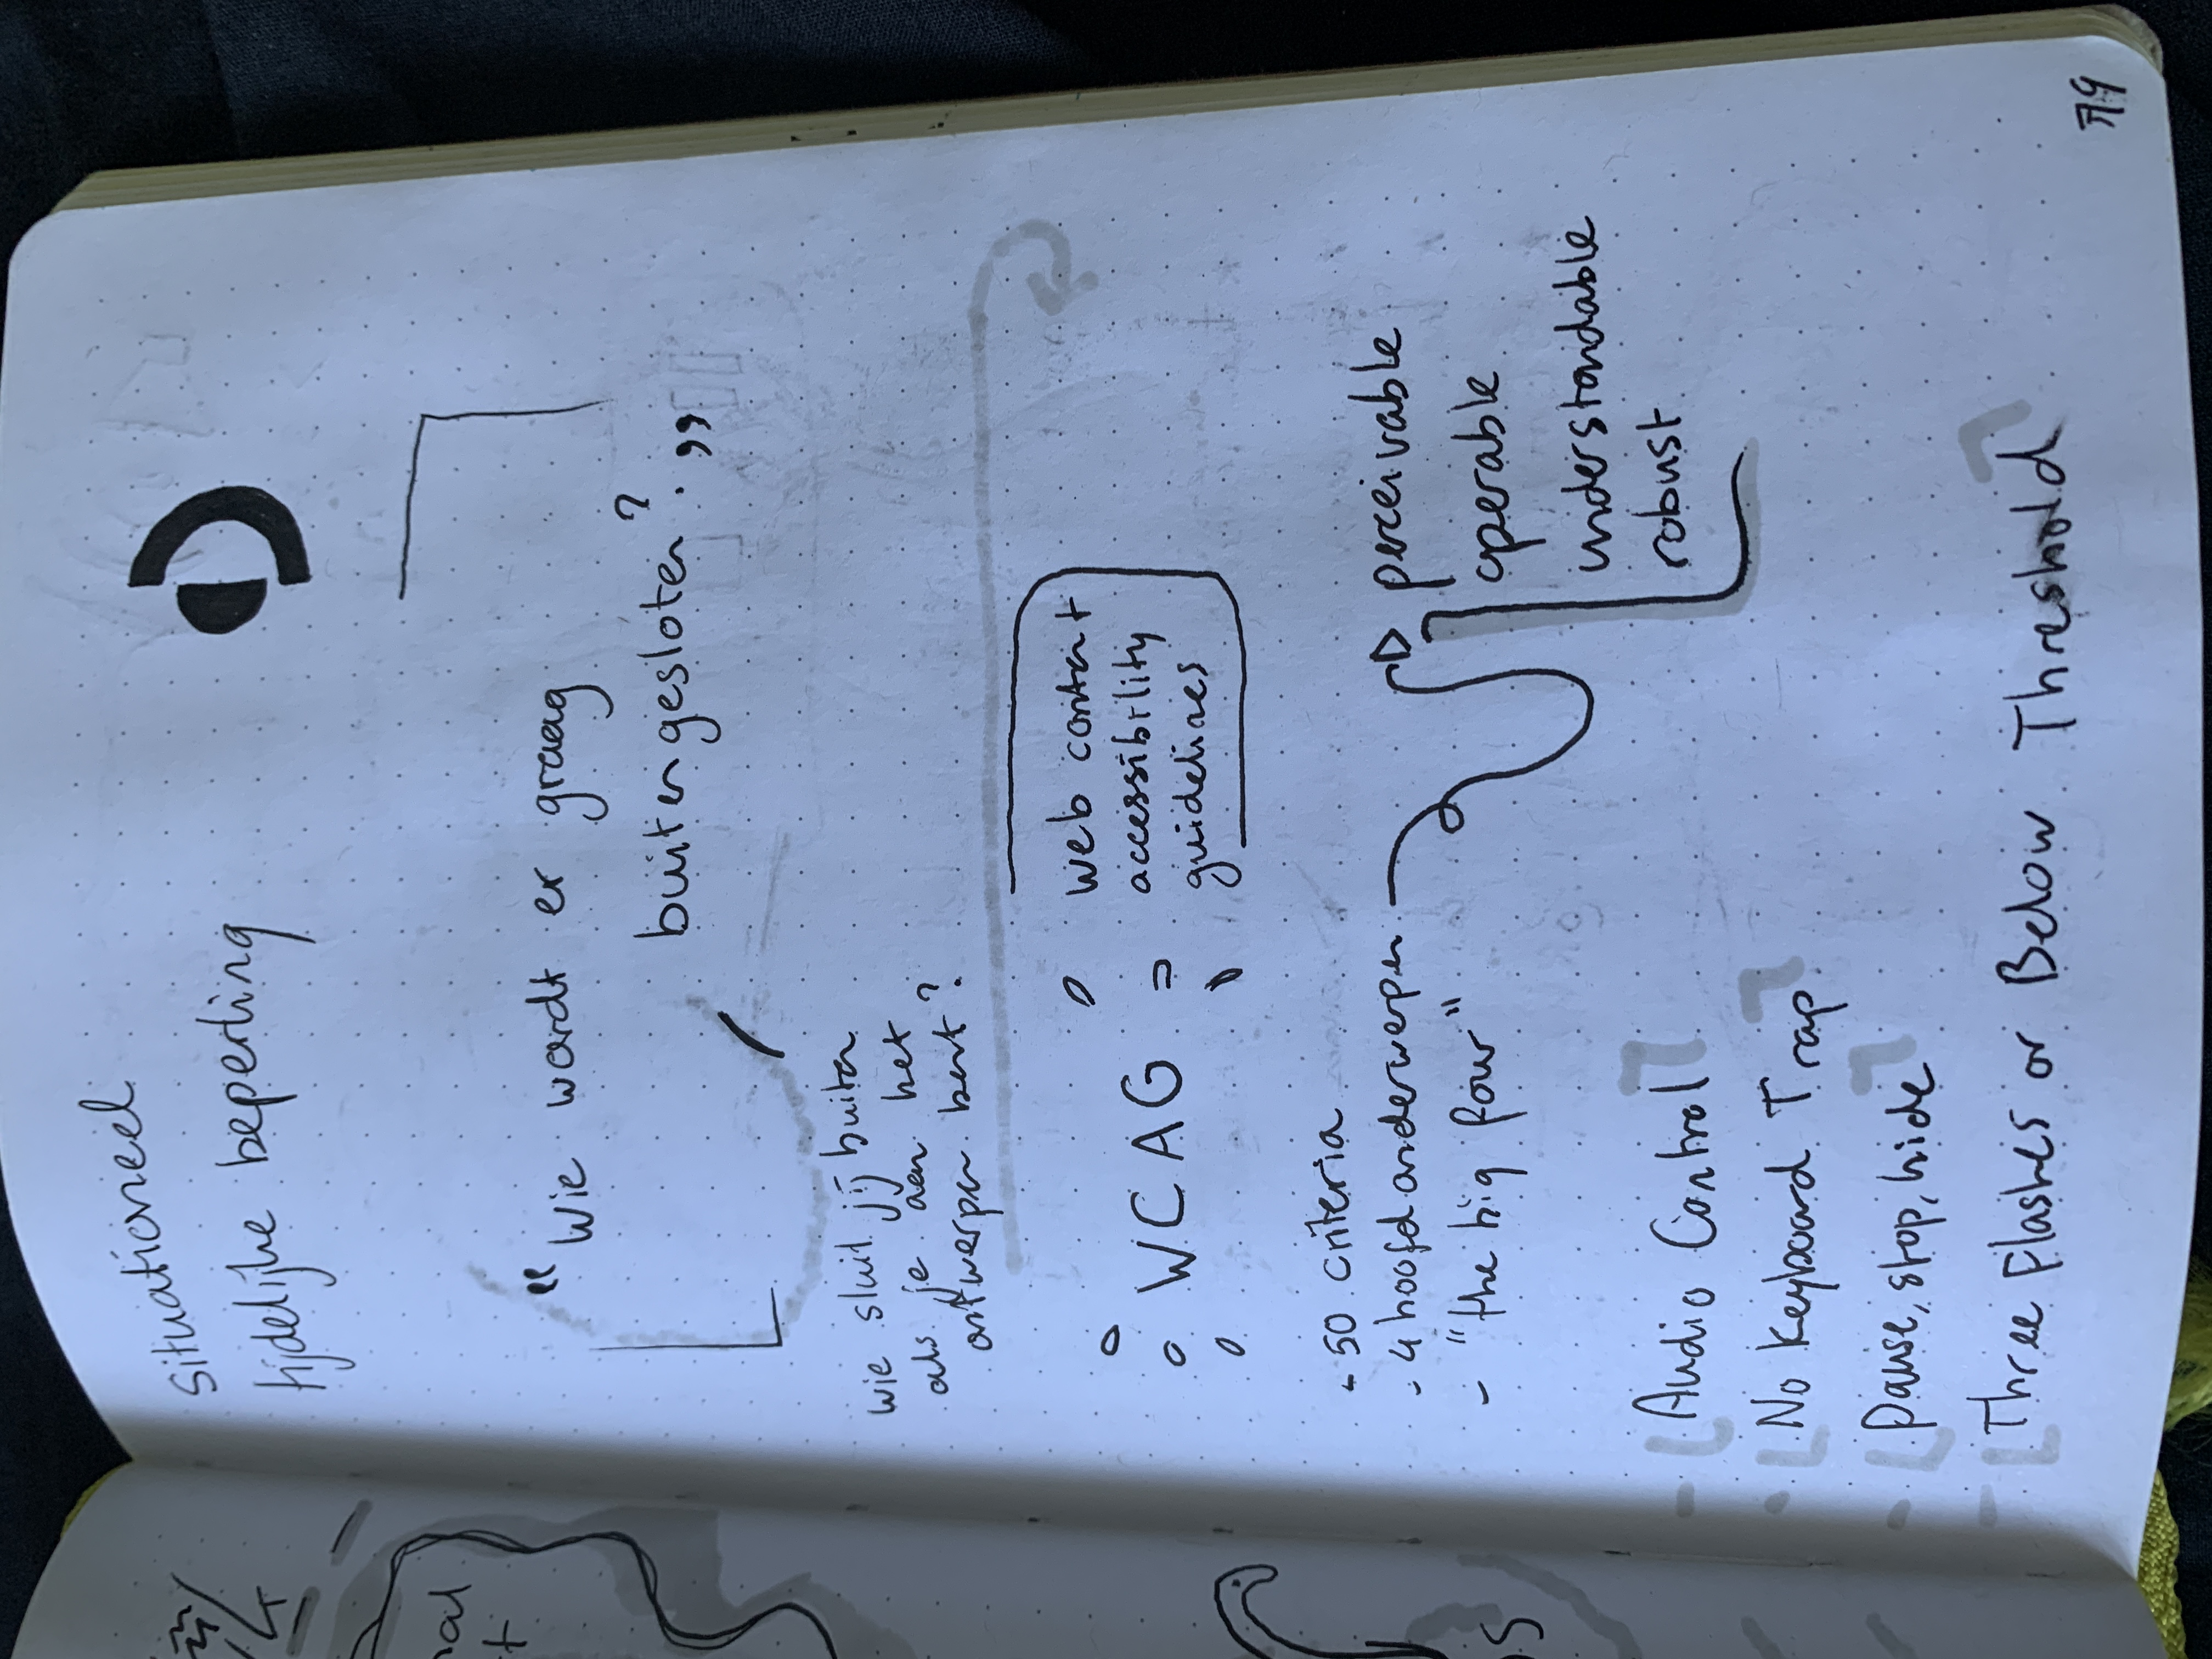 Situationeel
tijdelijke beperking
"Wie wordt er graag
buitengesloten?"
wie sluit jij buiten
als je aan het
ontwerpen bent?
WCAG
web content
accessibility
guidelines
- 50 criteria
- 4 hoofdonderwerpen
- "the big four"
perceivable
operable
understandable
robust
Audio Control
No Keyboard Trap
Pause, stop, hide
Three Flashes or Below Threshold
79